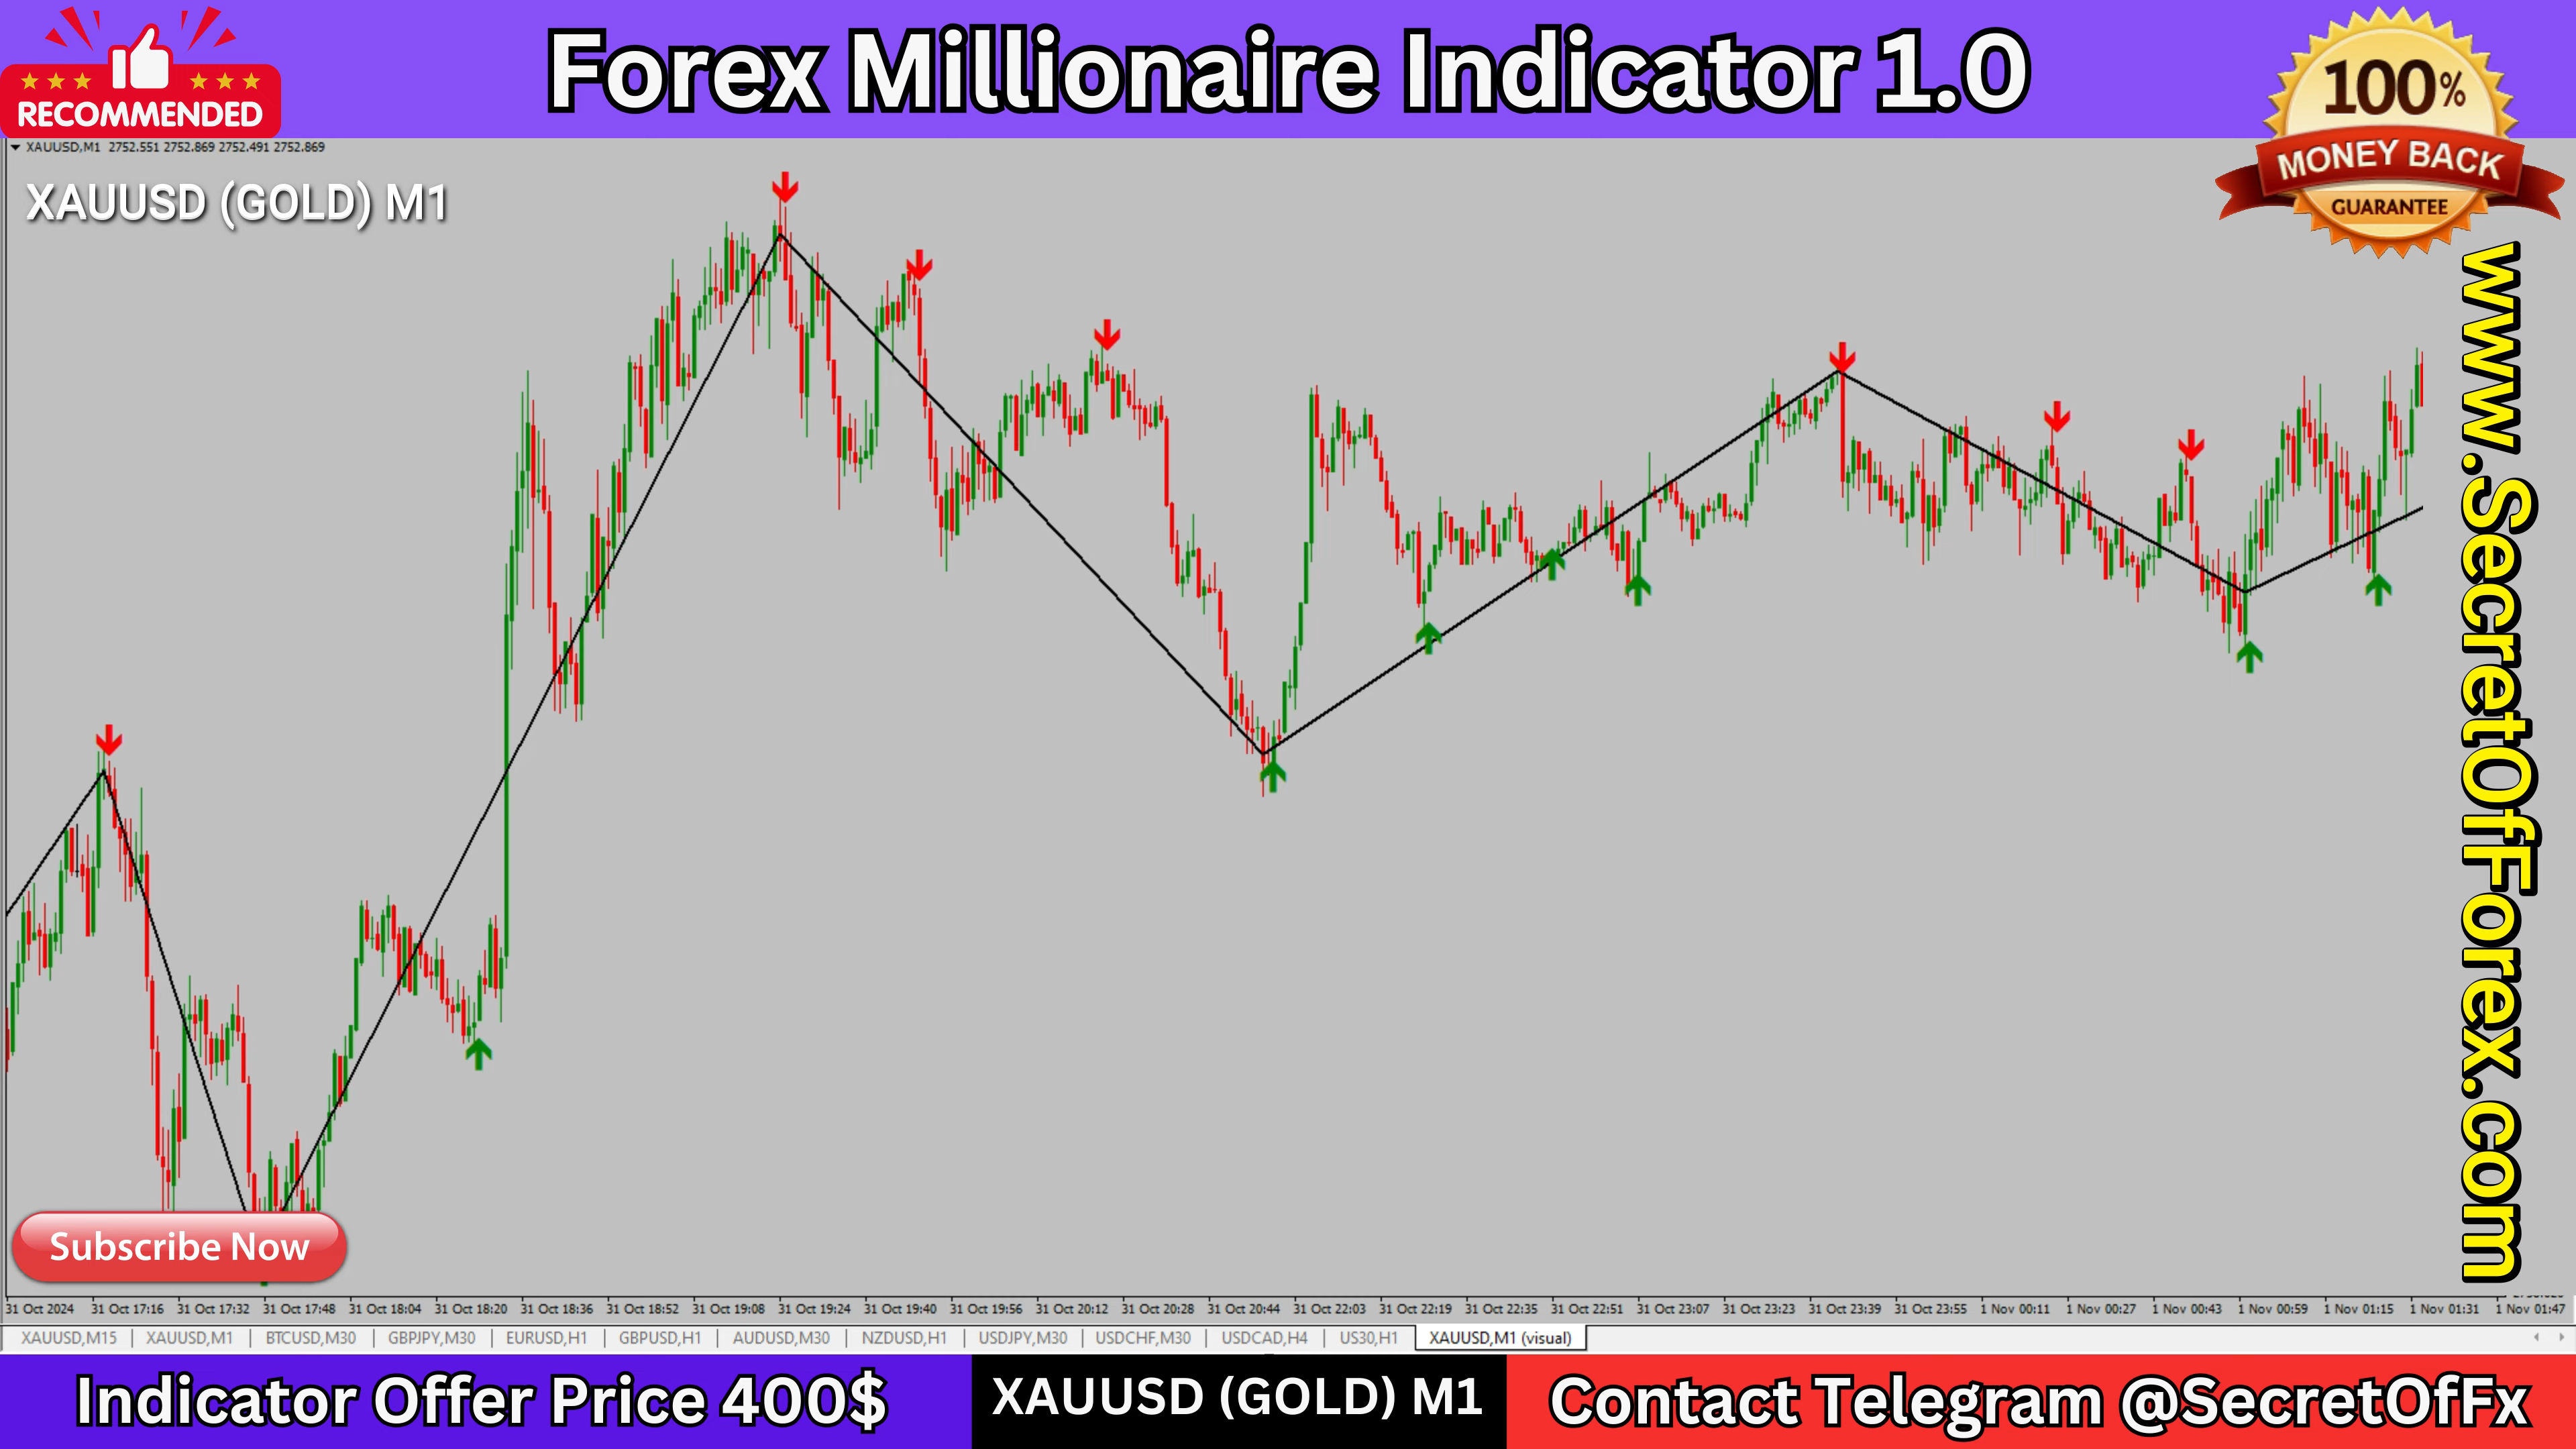 RECOMMENDED
Forex Millionaire Indicator 1.0
100%
MONEY BACK
GUARANTEE
XAUUSD,M1 2752.551 2752.869 2752.491 2752.869
XAUUSD (GOLD) M1
www.SecretOfForex.com
Subscribe Now
31 Oct 2024 31 Oct 17:16 31 Oct 17:32 31 Oct 17:48 31 Oct 18:04 31 Oct 18:20 31 Oct 18:36 31 Oct 18:52 31 Oct 19:08 31 Oct 19:24 31 Oct 19:40 31 Oct 19:56 31 Oct 20:12 31 Oct 20:28 31 Oct 20:44 31 Oct 22:03 31 Oct 22:19 31 Oct 22:35 31 Oct 22:51 31 Oct 23:07 31 Oct 23:23 31 Oct 23:39 31 Oct 23:55 1 Nov 00:11 1 Nov 00:27 1 Nov 00:43 1 Nov 00:59 1 Nov 01:15 1 Nov 01:31 1 Nov 01:47
XAUUSD,M15 XAUUSD,M1 BTCUSD,M30 GBPJPY,M30 EURUSD,H1 GBPUSD,H1 AUDUSD,M30 NZDUSD,H1 USDJPY,M30 USDCHF,M30 USDCAD,H4 US30,H1 XAUUSD,M1 (visual)
Indicator Offer Price 400$
XAUUSD (GOLD) M1
Contact Telegram @SecretOfFx